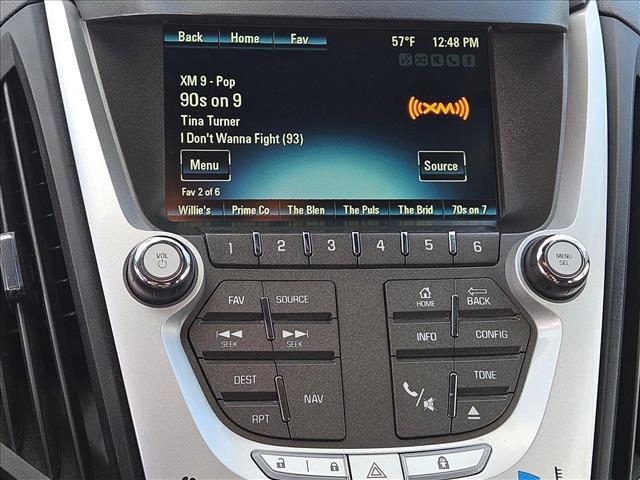 Back Home Fav 57°F 12:48 PM
XM 9 - Pop
90s on 9
((XM))
Tina Turner
I Don't Wanna Fight (93)
Menu Source
Fav 2 of 6
Willie's Prime Co The Blen The Puls The Brid 70s on 7
1 2 3 4 5 6
VOL
MENU
SEL
FAV SOURCE
HOME BACK
SEEK SEEK
INFO CONFIG
DEST
NAV
RPT
TONE